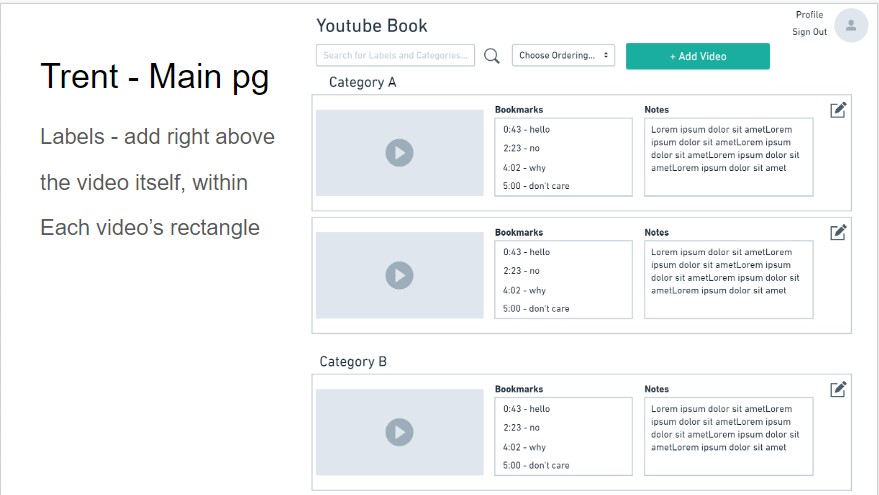 Trent - Main pg
Labels - add right above
the video itself, within
Each video's rectangle
Youtube Book
Profile
Sign Out
Search for Labels and Categories...
Choose Ordering...
+ Add Video
Category A
Bookmarks
0:43 - hello
2:23 - no
4:02 - why
5:00 - don't care
Notes
Lorem ipsum dolor sit ametLorem
ipsum dolor sit ametLorem ipsum
dolor sit ametLorem ipsum dolor sit
ametLorem ipsum dolor sit amet
Bookmarks
0:43 - hello
2:23 - no
4:02 - why
5:00 - don't care
Notes
Lorem ipsum dolor sit ametLorem
ipsum dolor sit ametLorem ipsum
dolor sit ametLorem ipsum dolor sit
ametLorem ipsum dolor sit amet
Category B
Bookmarks
0:43 - hello
2:23 - no
4:02 - why
5:00 - don't care
Notes
Lorem ipsum dolor sit ametLorem
ipsum dolor sit ametLorem ipsum
dolor sit ametLorem ipsum dolor sit
ametLorem ipsum dolor sit amet